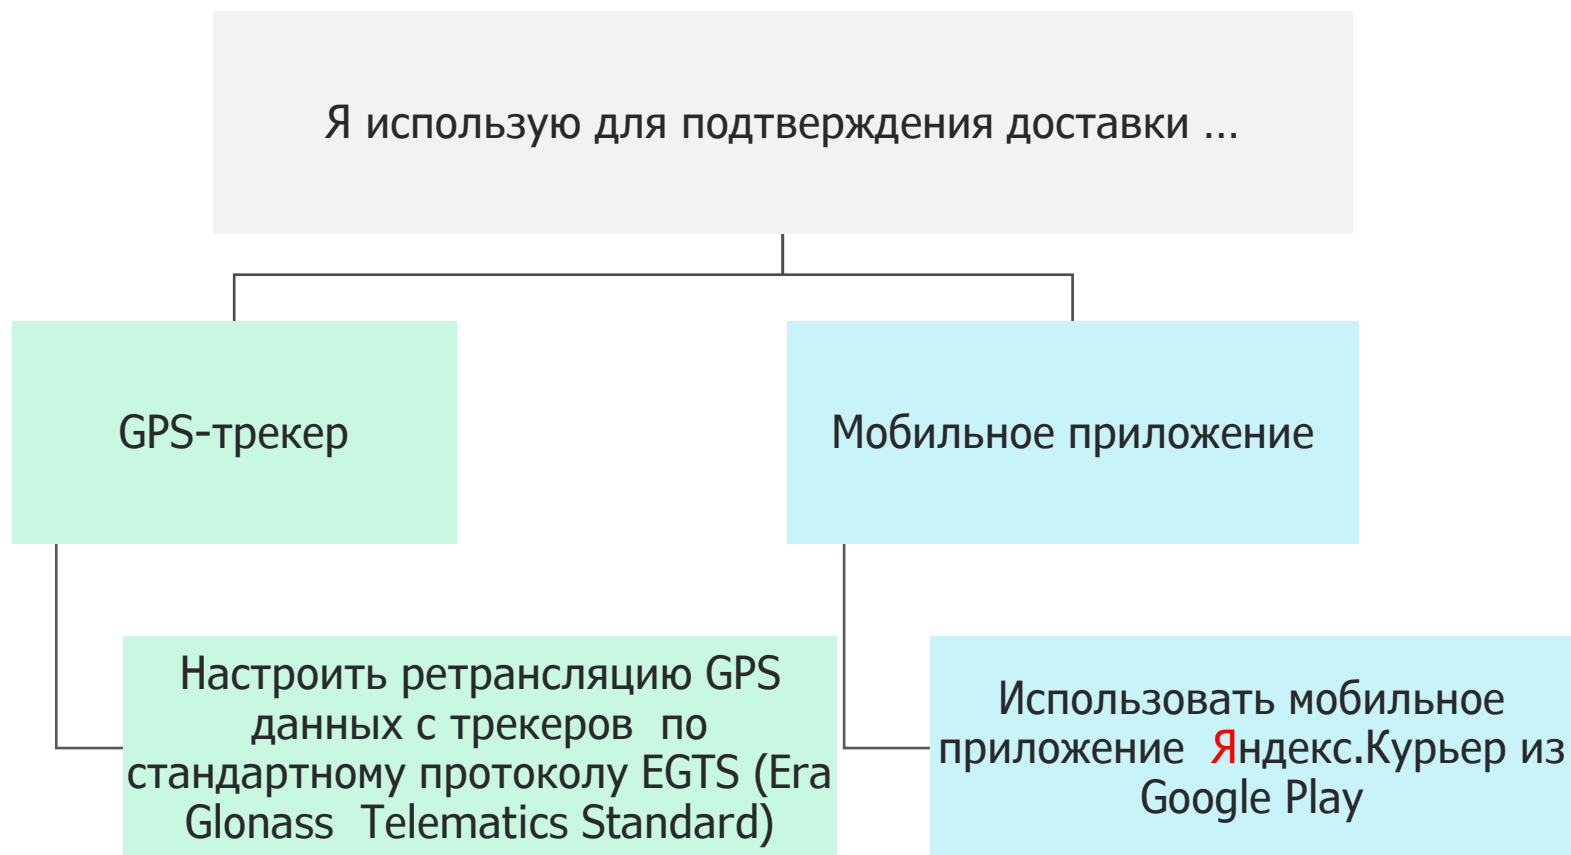 Я использую для подтверждения доставки ...
GPS-трекер
Мобильное приложение
Настроить ретрансляцию GPS
данных с трекеров по
стандартному протоколу EGTS (Era
Glonass Telematics Standard)
Использовать мобильное
приложение Яндекс.Курьер из
Google Play